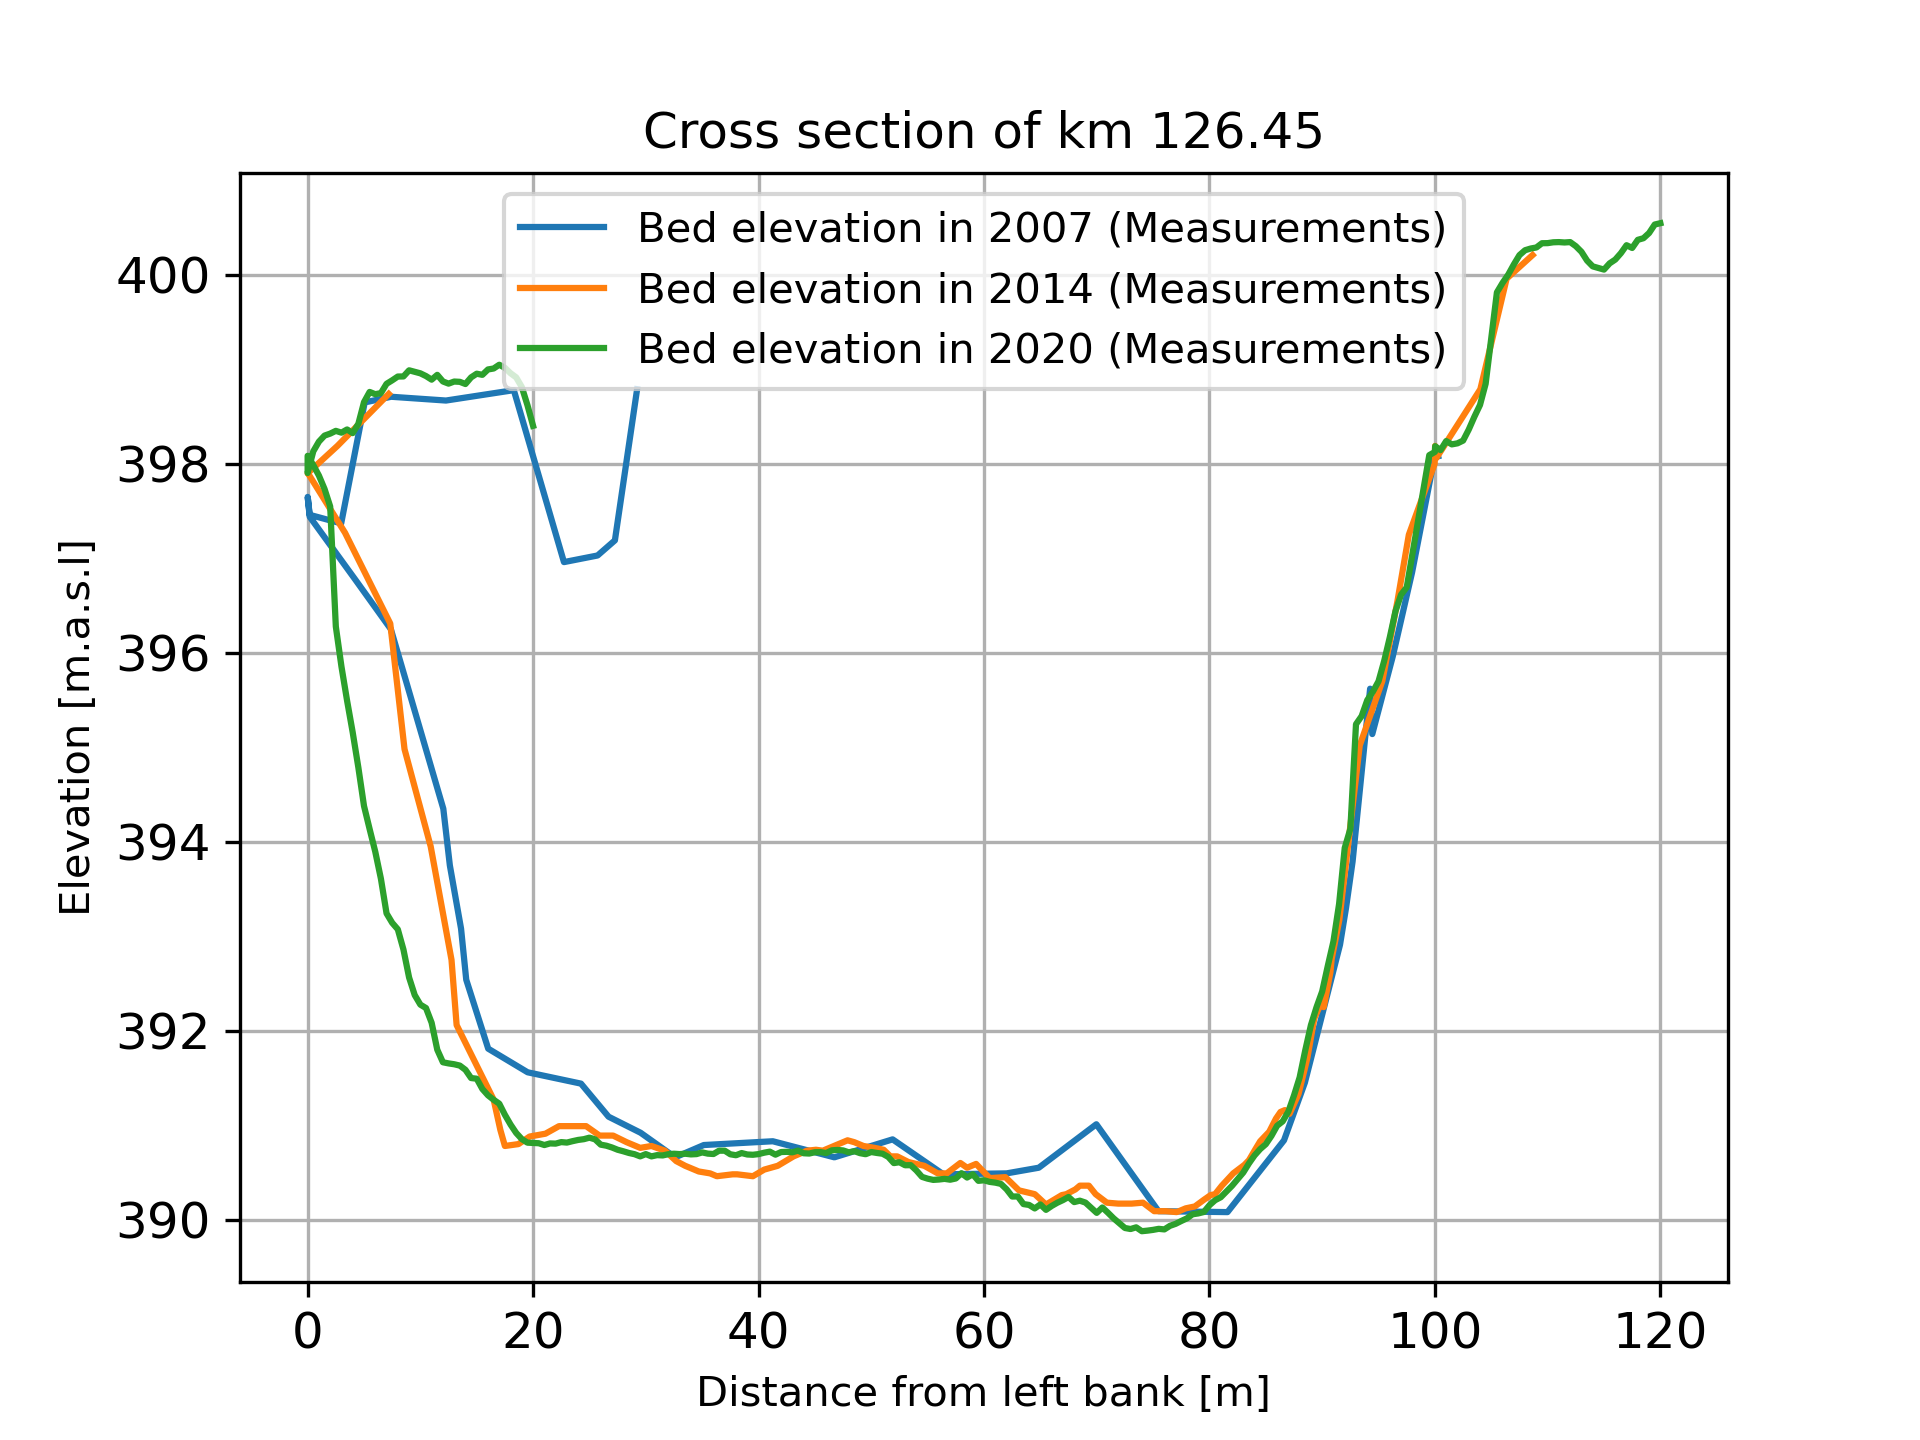 Cross section of km 126.45
Bed elevation in 2007 (Measurements)
Bed elevation in 2014 (Measurements)
Bed elevation in 2020 (Measurements)
Elevation [m.a.s.l]
400
398
396
394
392
390
0 20 40 60 80 100 120
Distance from left bank [m]